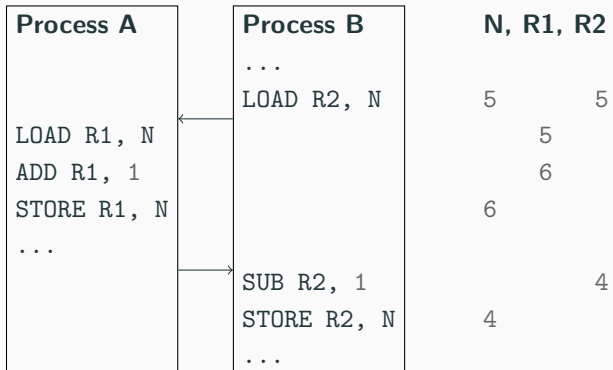 Process A Process B N, R1, R2
...
LOAD R2, N 5 5
LOAD R1, N 5
ADD R1, 1 6
STORE R1, N 6
...
SUB R2, 1 4
STORE R2, N 4
...